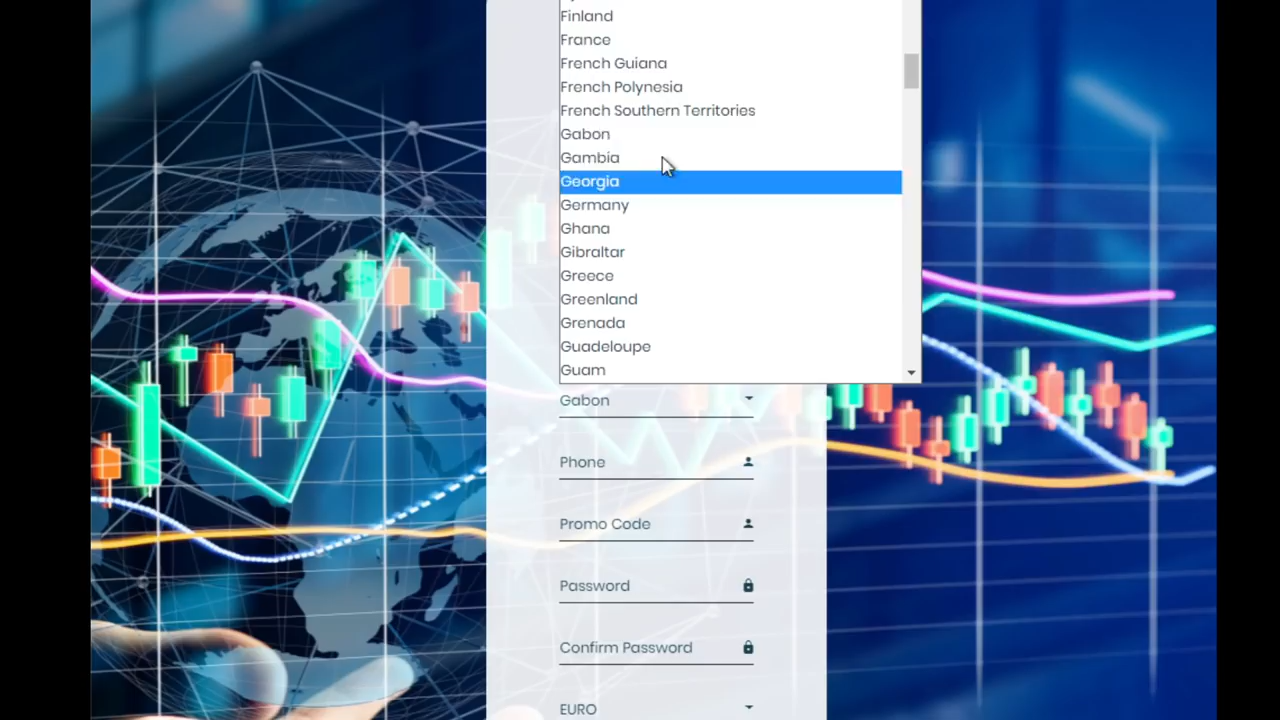 Finland
France
French Guiana
French Polynesia
French Southern Territories
Gabon
Gambia
Georgia
Germany
Ghana
Gibraltar
Greece
Greenland
Grenada
Guadeloupe
Guam
Gabon
Phone
Promo Code
Password
Confirm Password
EURO